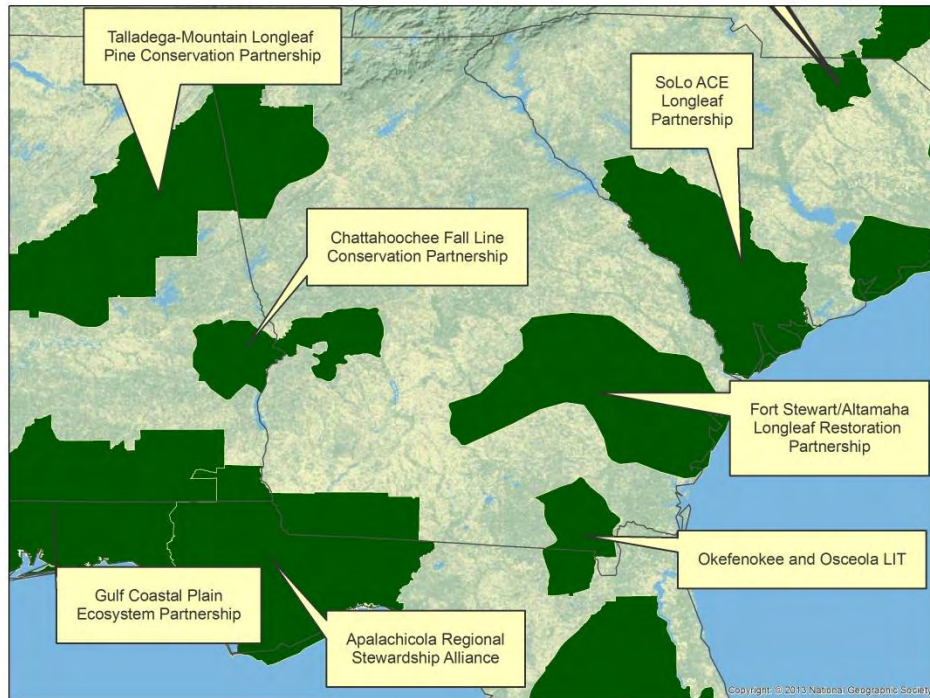 Talladega-Mountain Longleaf
Pine Conservation Partnership
SoLo ACE
Longleaf
Partnership
Chattahoochee Fall Line
Conservation Partnership
Fort Stewart/Altamaha
Longleaf Restoration
Partnership
Okefenokee and Osceola LIT
Gulf Coastal Plain
Ecosystem Partnership
Apalachicola Regional
Stewardship Alliance
Copyright: © 2013 National Geographic Society